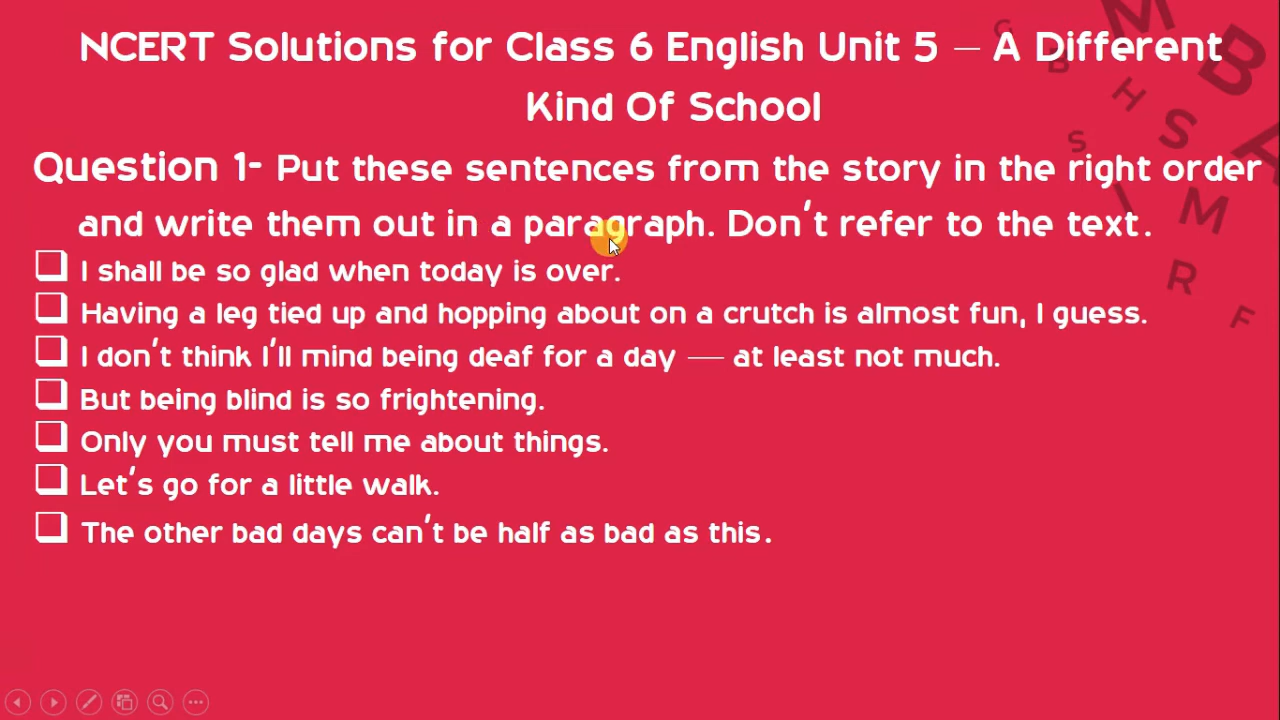 NCERT Solutions for Class 6 English Unit 5 – A Different
Kind Of School
Question 1- Put these sentences from the story in the right order
and write them out in a paragraph. Don't refer to the text.
❑ I shall be so glad when today is over.
❑ Having a leg tied up and hopping about on a crutch is almost fun, I guess.
❑ I don't think I'll mind being deaf for a day — at least not much.
❑ But being blind is so frightening.
❑ Only you must tell me about things.
❑ Let's go for a little walk.
❑ The other bad days can't be half as bad as this.